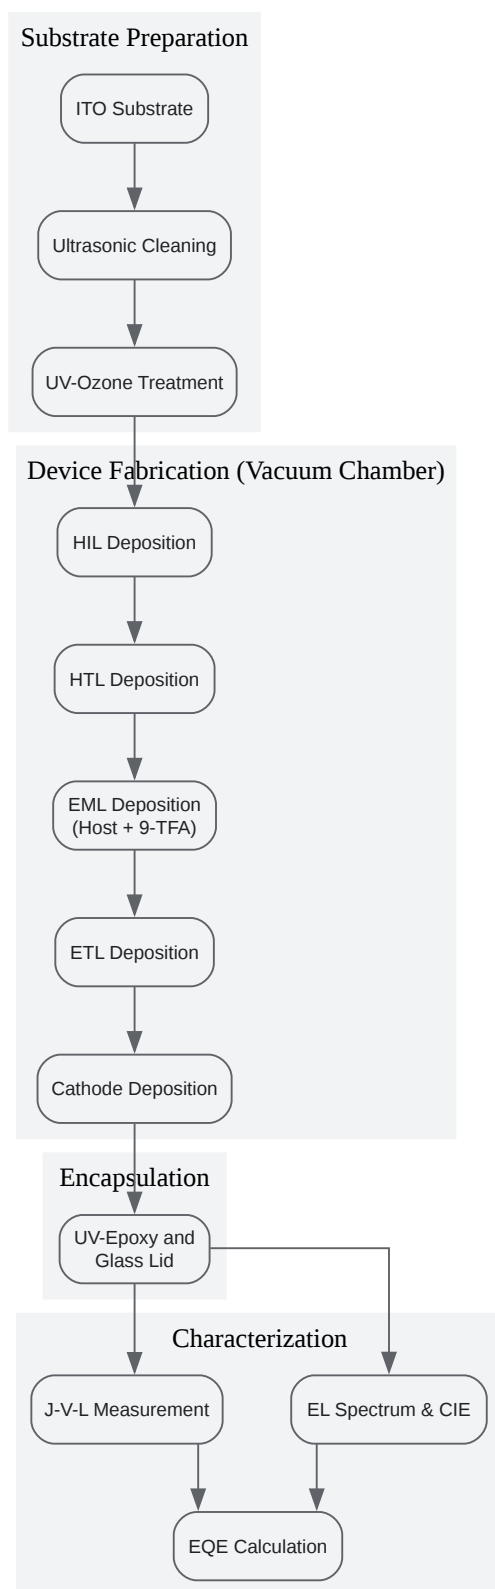 Substrate Preparation
ITO Substrate
Ultrasonic Cleaning
UV-Ozone Treatment
Device Fabrication (Vacuum Chamber)
HIL Deposition
HTL Deposition
EML Deposition
(Host + 9-TFA)
ETL Deposition
Cathode Deposition
Encapsulation
UV-Epoxy and
Glass Lid
Characterization
J-V-L Measurement
EL Spectrum & CIE
EQE Calculation